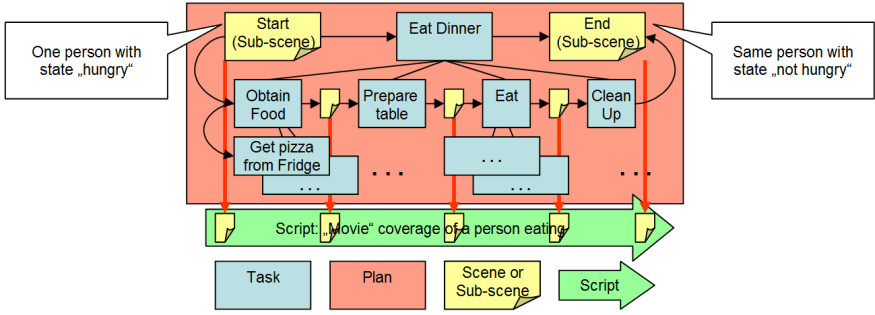 One person with
state „hungry“
Start
(Sub-scene)
Eat Dinner
End
(Sub-scene)
Same person with
state „not hungry“
Obtain
Food
Prepare
table
Eat
Clean
Up
Get pizza
from Fridge
...
...
...
...
...
Script: „Movie“ coverage of a person eating
Task
Plan
Scene or
Sub-scene
Script